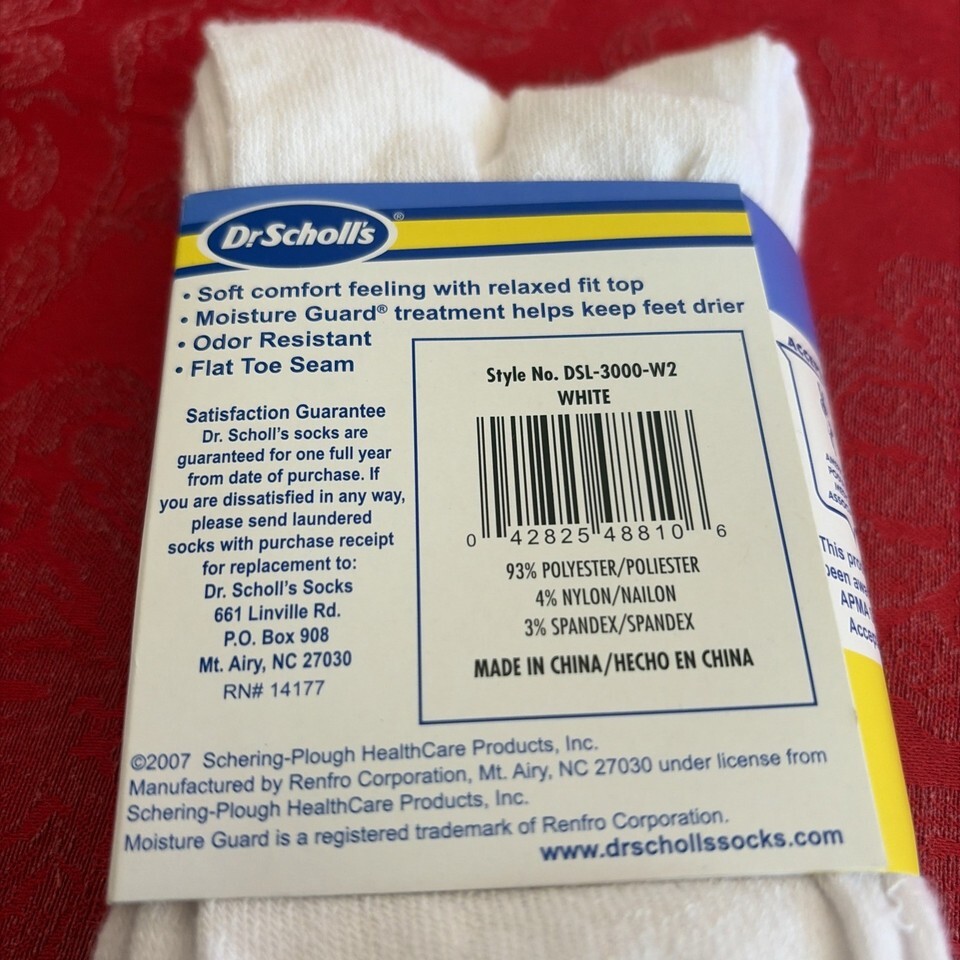 Dr Scholl's®
• Soft comfort feeling with relaxed fit top
• Moisture Guard® treatment helps keep feet drier
• Odor Resistant
• Flat Toe Seam
Satisfaction Guarantee
Dr. Scholl's socks are
guaranteed for one full year
from date of purchase. If
you are dissatisfied in any way,
please send laundered
socks with purchase receipt
for replacement to:
Dr. Scholl's Socks
661 Linville Rd.
P.O. Box 908
Mt. Airy, NC 27030
RN# 14177
Style No. DSL-3000-W2
WHITE
0 42825 48810 6
93% POLYESTER/POLIESTER
4% NYLON/NAILON
3% SPANDEX/SPANDEX
MADE IN CHINA/HECHO EN CHINA
©2007 Schering-Plough HealthCare Products, Inc.
Manufactured by Renfro Corporation, Mt. Airy, NC 27030 under license from
Schering-Plough HealthCare Products, Inc.
Moisture Guard is a registered trademark of Renfro Corporation.
www.drschollssocks.com
This
APMA